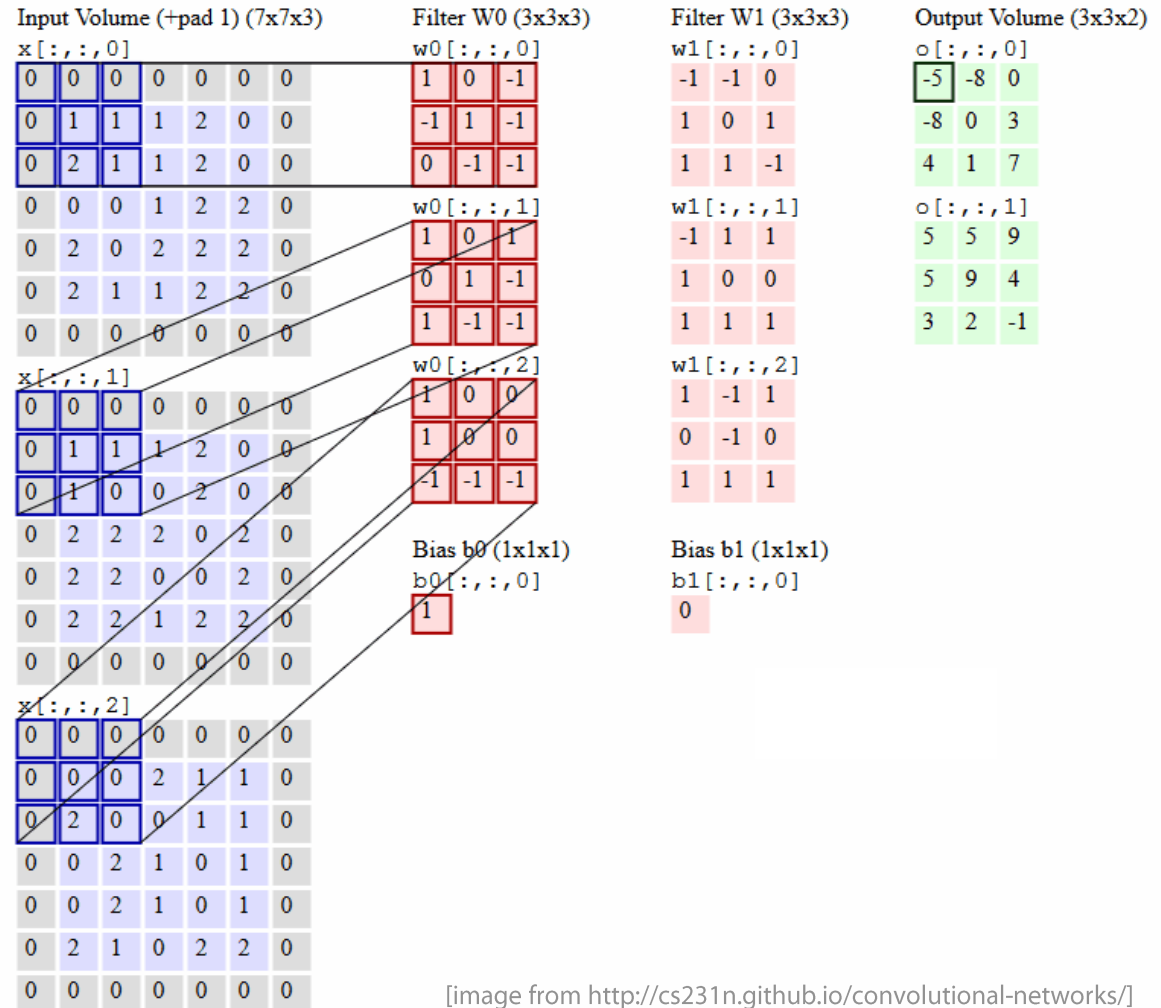 Input Volume (+pad 1) (7x7x3)
x[:,:,0]
0 0 0 0 0 0 0
0 1 1 1 2 0 0
0 2 1 1 2 0 0
0 0 0 1 2 2 0
0 2 0 2 2 2 0
0 2 1 1 2 2 0
0 0 0 0 0 0 0
x[:,:,1]
0 0 0 0 0 0 0
0 1 1 1 2 0 0
0 1 0 0 2 0 0
0 2 2 2 0 2 0
0 2 2 0 0 2 0
0 2 2 1 2 2 0
0 0 0 0 0 0 0
x[:,:,2]
0 0 0 0 0 0 0
0 0 0 2 1 1 0
0 2 0 0 1 1 0
0 0 2 1 0 1 0
0 0 2 1 0 1 0
0 2 1 0 2 2 0
0 0 0 0 0 0 0
Filter W0 (3x3x3)
w0[:,:,0]
1 0 -1
-1 1 -1
0 -1 -1
w0[:,:,1]
1 0 1
0 1 -1
1 -1 -1
w0[:,:,2]
1 0 0
1 0 0
-1 -1 -1
Bias b0 (1x1x1)
b0[:,:,0]
1
Filter W1 (3x3x3)
w1[:,:,0]
-1 -1 0
1 0 1
1 1 -1
w1[:,:,1]
-1 1 1
1 0 0
1 1 1
w1[:,:,2]
1 -1 1
0 -1 0
1 1 1
Bias b1 (1x1x1)
b1[:,:,0]
0
Output Volume (3x3x2)
o[:,:,0]
-5 -8 0
-8 0 3
4 1 7
o[:,:,1]
5 5 9
5 9 4
3 2 -1
[image from http://cs231n.github.io/convolutional-networks/]